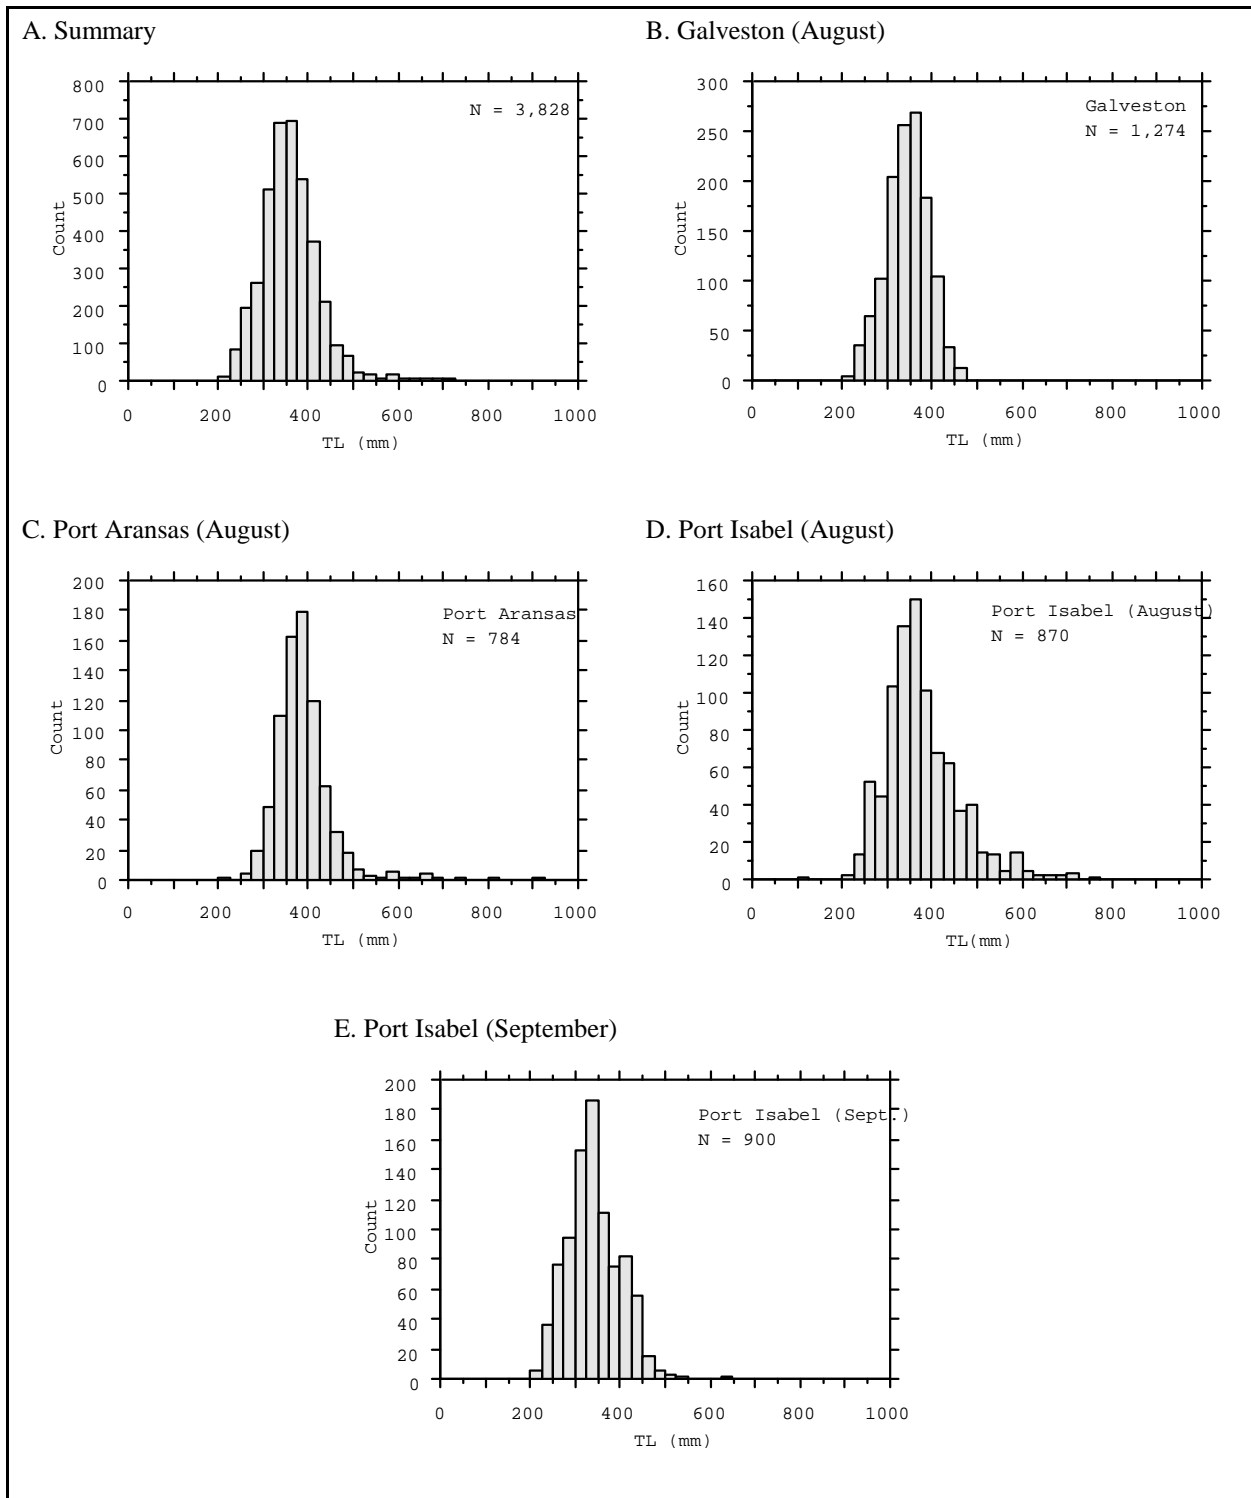 A. Summary
B. Galveston (August)
800
700
600
500
400
300
200
100
0
Count
N = 3,828
0 200 400 600 800 1000
TL (mm)
300
250
200
150
100
50
0
Count
Galveston
N = 1,274
0 200 400 600 800 1000
TL (mm)
C. Port Aransas (August)
D. Port Isabel (August)
200
180
160
140
120
100
80
60
40
20
0
Count
Port Aransas
N = 784
0 200 400 600 800 1000
TL (mm)
160
140
120
100
80
60
40
20
0
Count
Port Isabel (August)
N = 870
0 200 400 600 800 1000
TL(mm)
E. Port Isabel (September)
200
180
160
140
120
100
80
60
40
20
0
Count
Port Isabel (Sept.)
N = 900
0 200 400 600 800 1000
TL (mm)